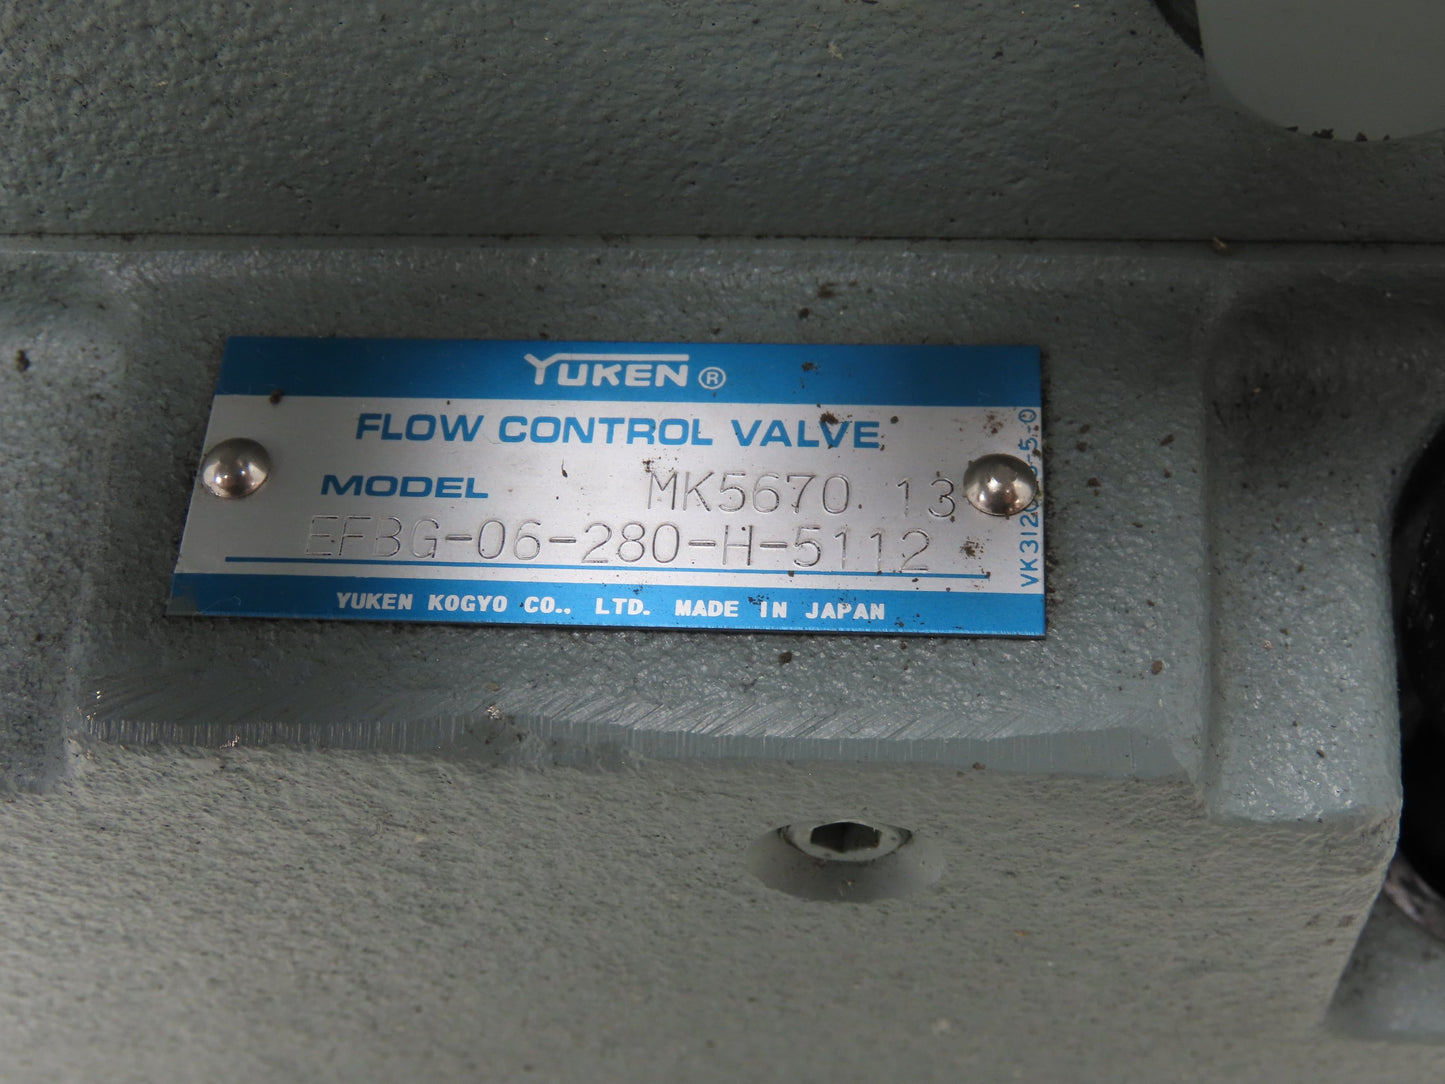 YUKEN ®
FLOW CONTROL VALVE
MODEL MK5670.13
EFBG-06-280-H-5112
YUKEN KOGYO CO., LTD. MADE IN JAPAN